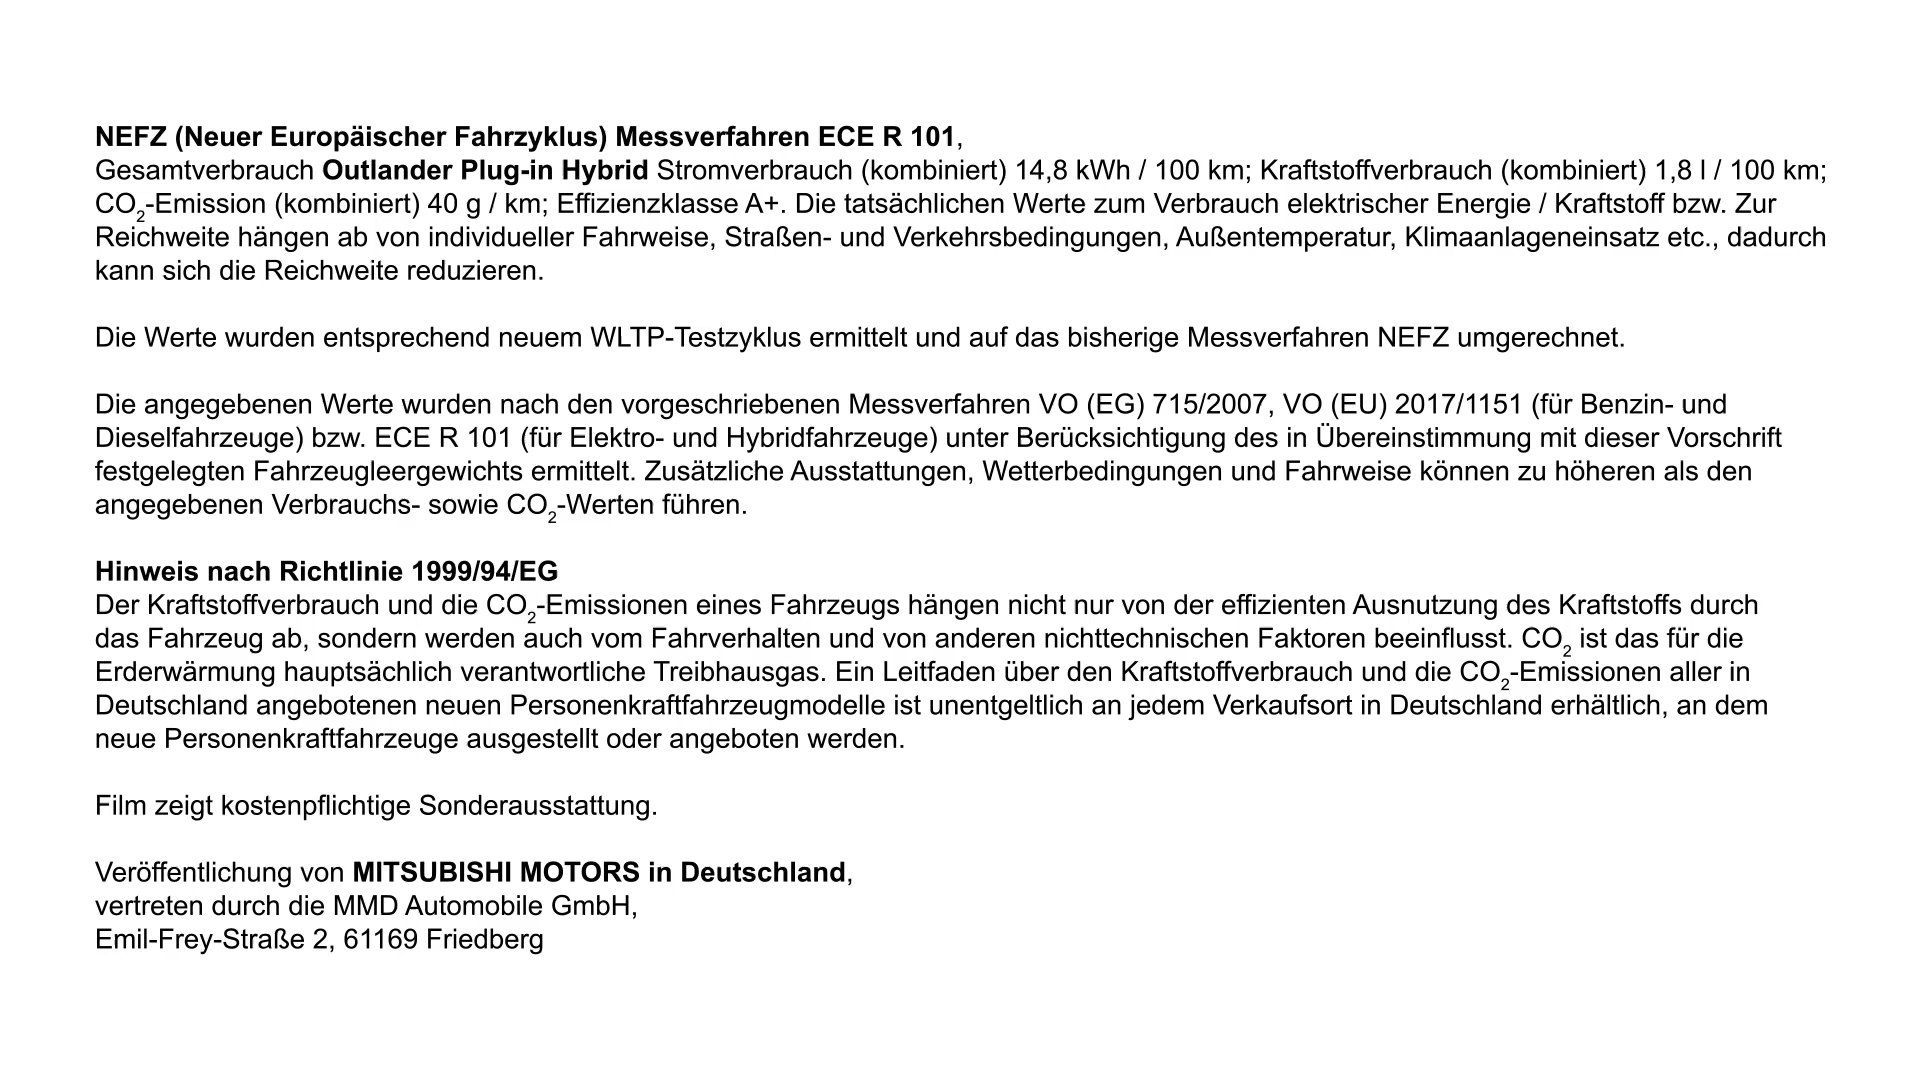 NEFZ (Neuer Europäischer Fahrzyklus) Messverfahren ECE R 101,
Gesamtverbrauch Outlander Plug-in Hybrid Stromverbrauch (kombiniert) 14,8 kWh / 100 km; Kraftstoffverbrauch (kombiniert) 1,8 l / 100 km;
CO₂-Emission (kombiniert) 40 g / km; Effizienzklasse A+. Die tatsächlichen Werte zum Verbrauch elektrischer Energie / Kraftstoff bzw. Zur
Reichweite hängen ab von individueller Fahrweise, Straßen- und Verkehrsbedingungen, Außentemperatur, Klimaanlageneinsatz etc., dadurch
kann sich die Reichweite reduzieren.
Die Werte wurden entsprechend neuem WLTP-Testzyklus ermittelt und auf das bisherige Messverfahren NEFZ umgerechnet.
Die angegebenen Werte wurden nach den vorgeschriebenen Messverfahren VO (EG) 715/2007, VO (EU) 2017/1151 (für Benzin- und
Dieselfahrzeuge) bzw. ECE R 101 (für Elektro- und Hybridfahrzeuge) unter Berücksichtigung des in Übereinstimmung mit dieser Vorschrift
festgelegten Fahrzeugleergewichts ermittelt. Zusätzliche Ausstattungen, Wetterbedingungen und Fahrweise können zu höheren als den
angegebenen Verbrauchs- sowie CO₂-Werten führen.
Hinweis nach Richtlinie 1999/94/EG
Der Kraftstoffverbrauch und die CO₂-Emissionen eines Fahrzeugs hängen nicht nur von der effizienten Ausnutzung des Kraftstoffs durch
das Fahrzeug ab, sondern werden auch vom Fahrverhalten und von anderen nichttechnischen Faktoren beeinflusst. CO₂ ist das für die
Erderwärmung hauptsächlich verantwortliche Treibhausgas. Ein Leitfaden über den Kraftstoffverbrauch und die CO₂-Emissionen aller in
Deutschland angebotenen neuen Personenkraftfahrzeugmodelle ist unentgeltlich an jedem Verkaufsort in Deutschland erhältlich, an dem
neue Personenkraftfahrzeuge ausgestellt oder angeboten werden.
Film zeigt kostenpflichtige Sonderausstattung.
Veröffentlichung von MITSUBISHI MOTORS in Deutschland,
vertreten durch die MMD Automobile GmbH,
Emil-Frey-Straße 2, 61169 Friedberg